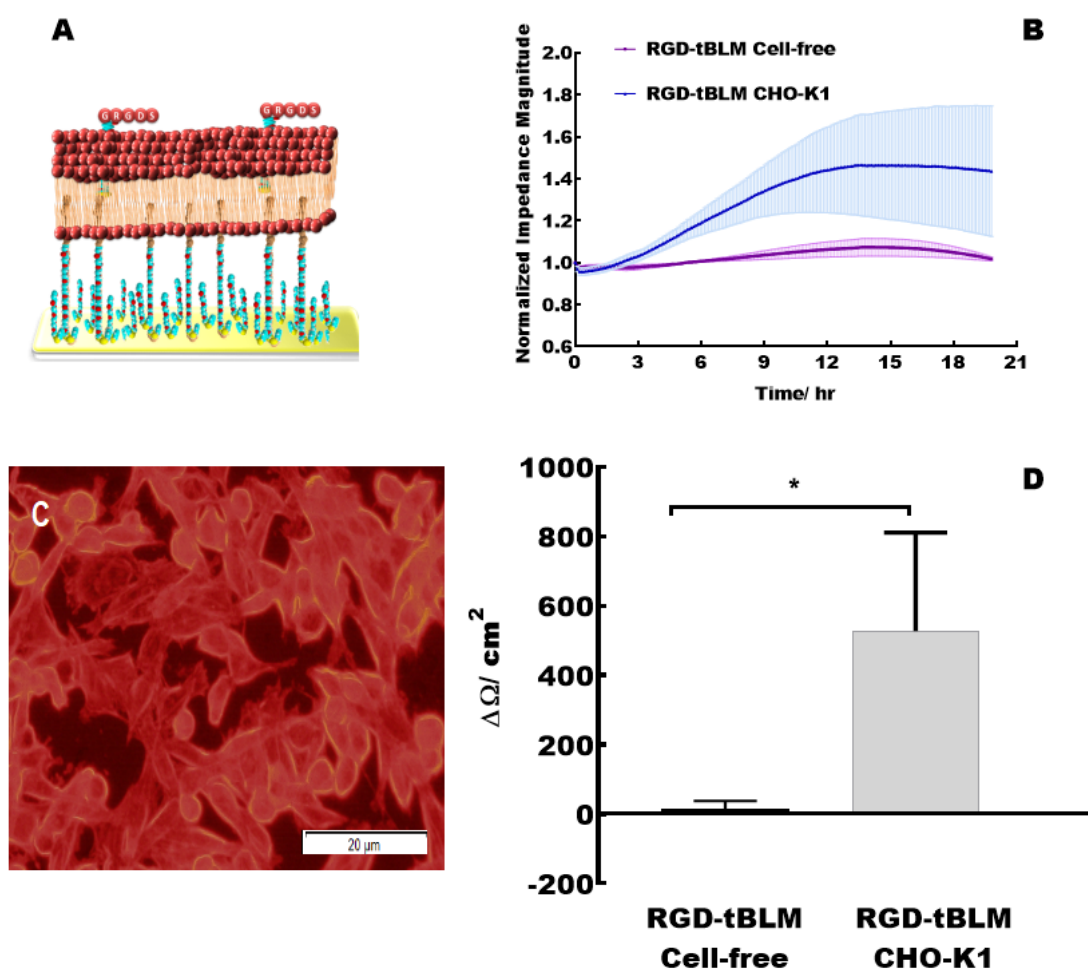 A
G R G D S
G R G D S
B
RGD-tBLM Cell-free
RGD-tBLM CHO-K1
Normalized Impedance Magnitude
2.0
1.8
1.6
1.4
1.2
1.0
0.8
0.6
0
3
6
9
12
15
18
21
Time/ hr
C
20 µm
D
*
ΔΩ/ cm²
1000
800
600
400
200
0
-200
RGD-tBLM
Cell-free
RGD-tBLM
CHO-K1